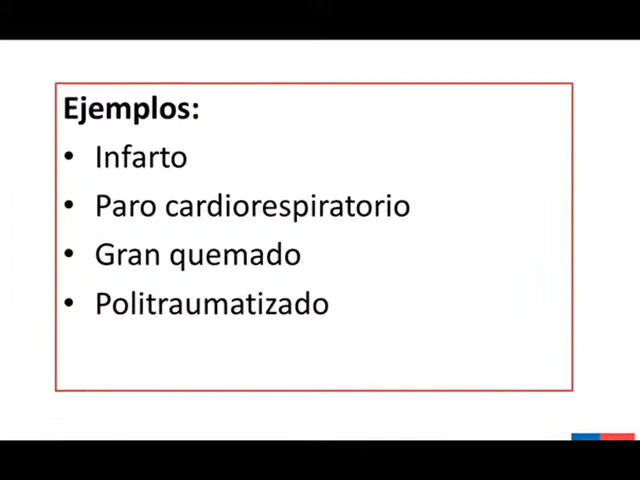 Ejemplos:
• Infarto
• Paro cardiorespiratorio
• Gran quemado
• Politraumatizado